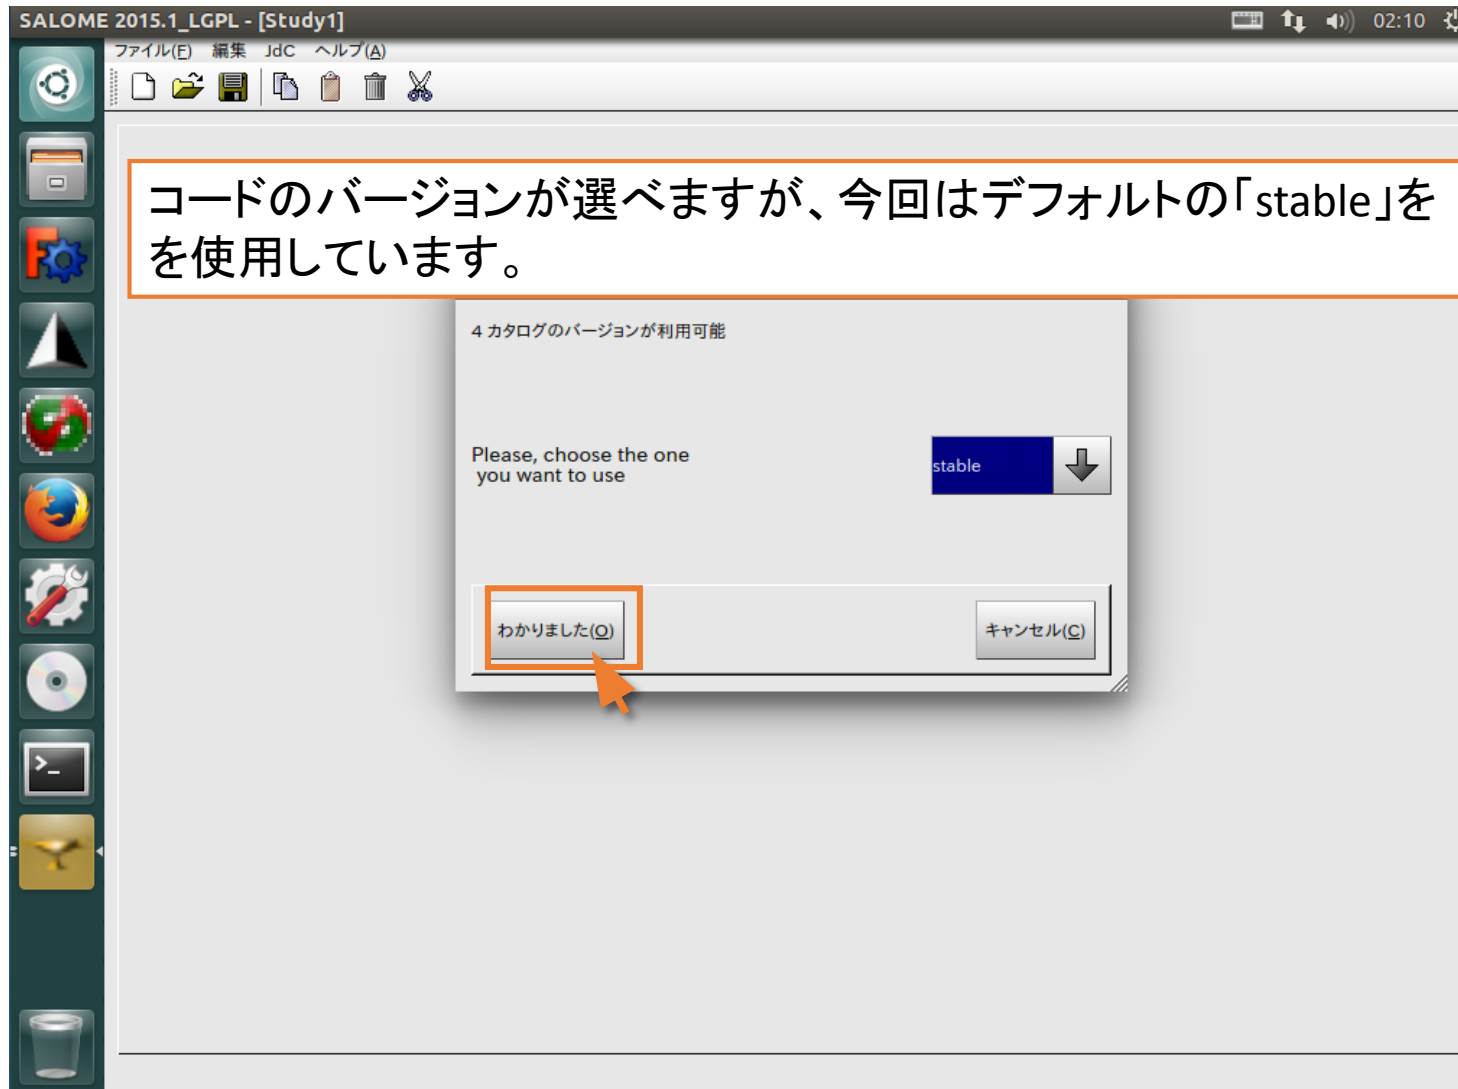 SALOME 2015.1_LGPL - [Study1] 02:10
ファイル(F) 編集 JdC ヘルプ(A)
コードのバージョンが選べますが、今回はデフォルトの「stable」を
を使用しています。
4 カタログのバージョンが利用可能
Please, choose the one
you want to use
stable
わかりました(O) キャンセル(C)